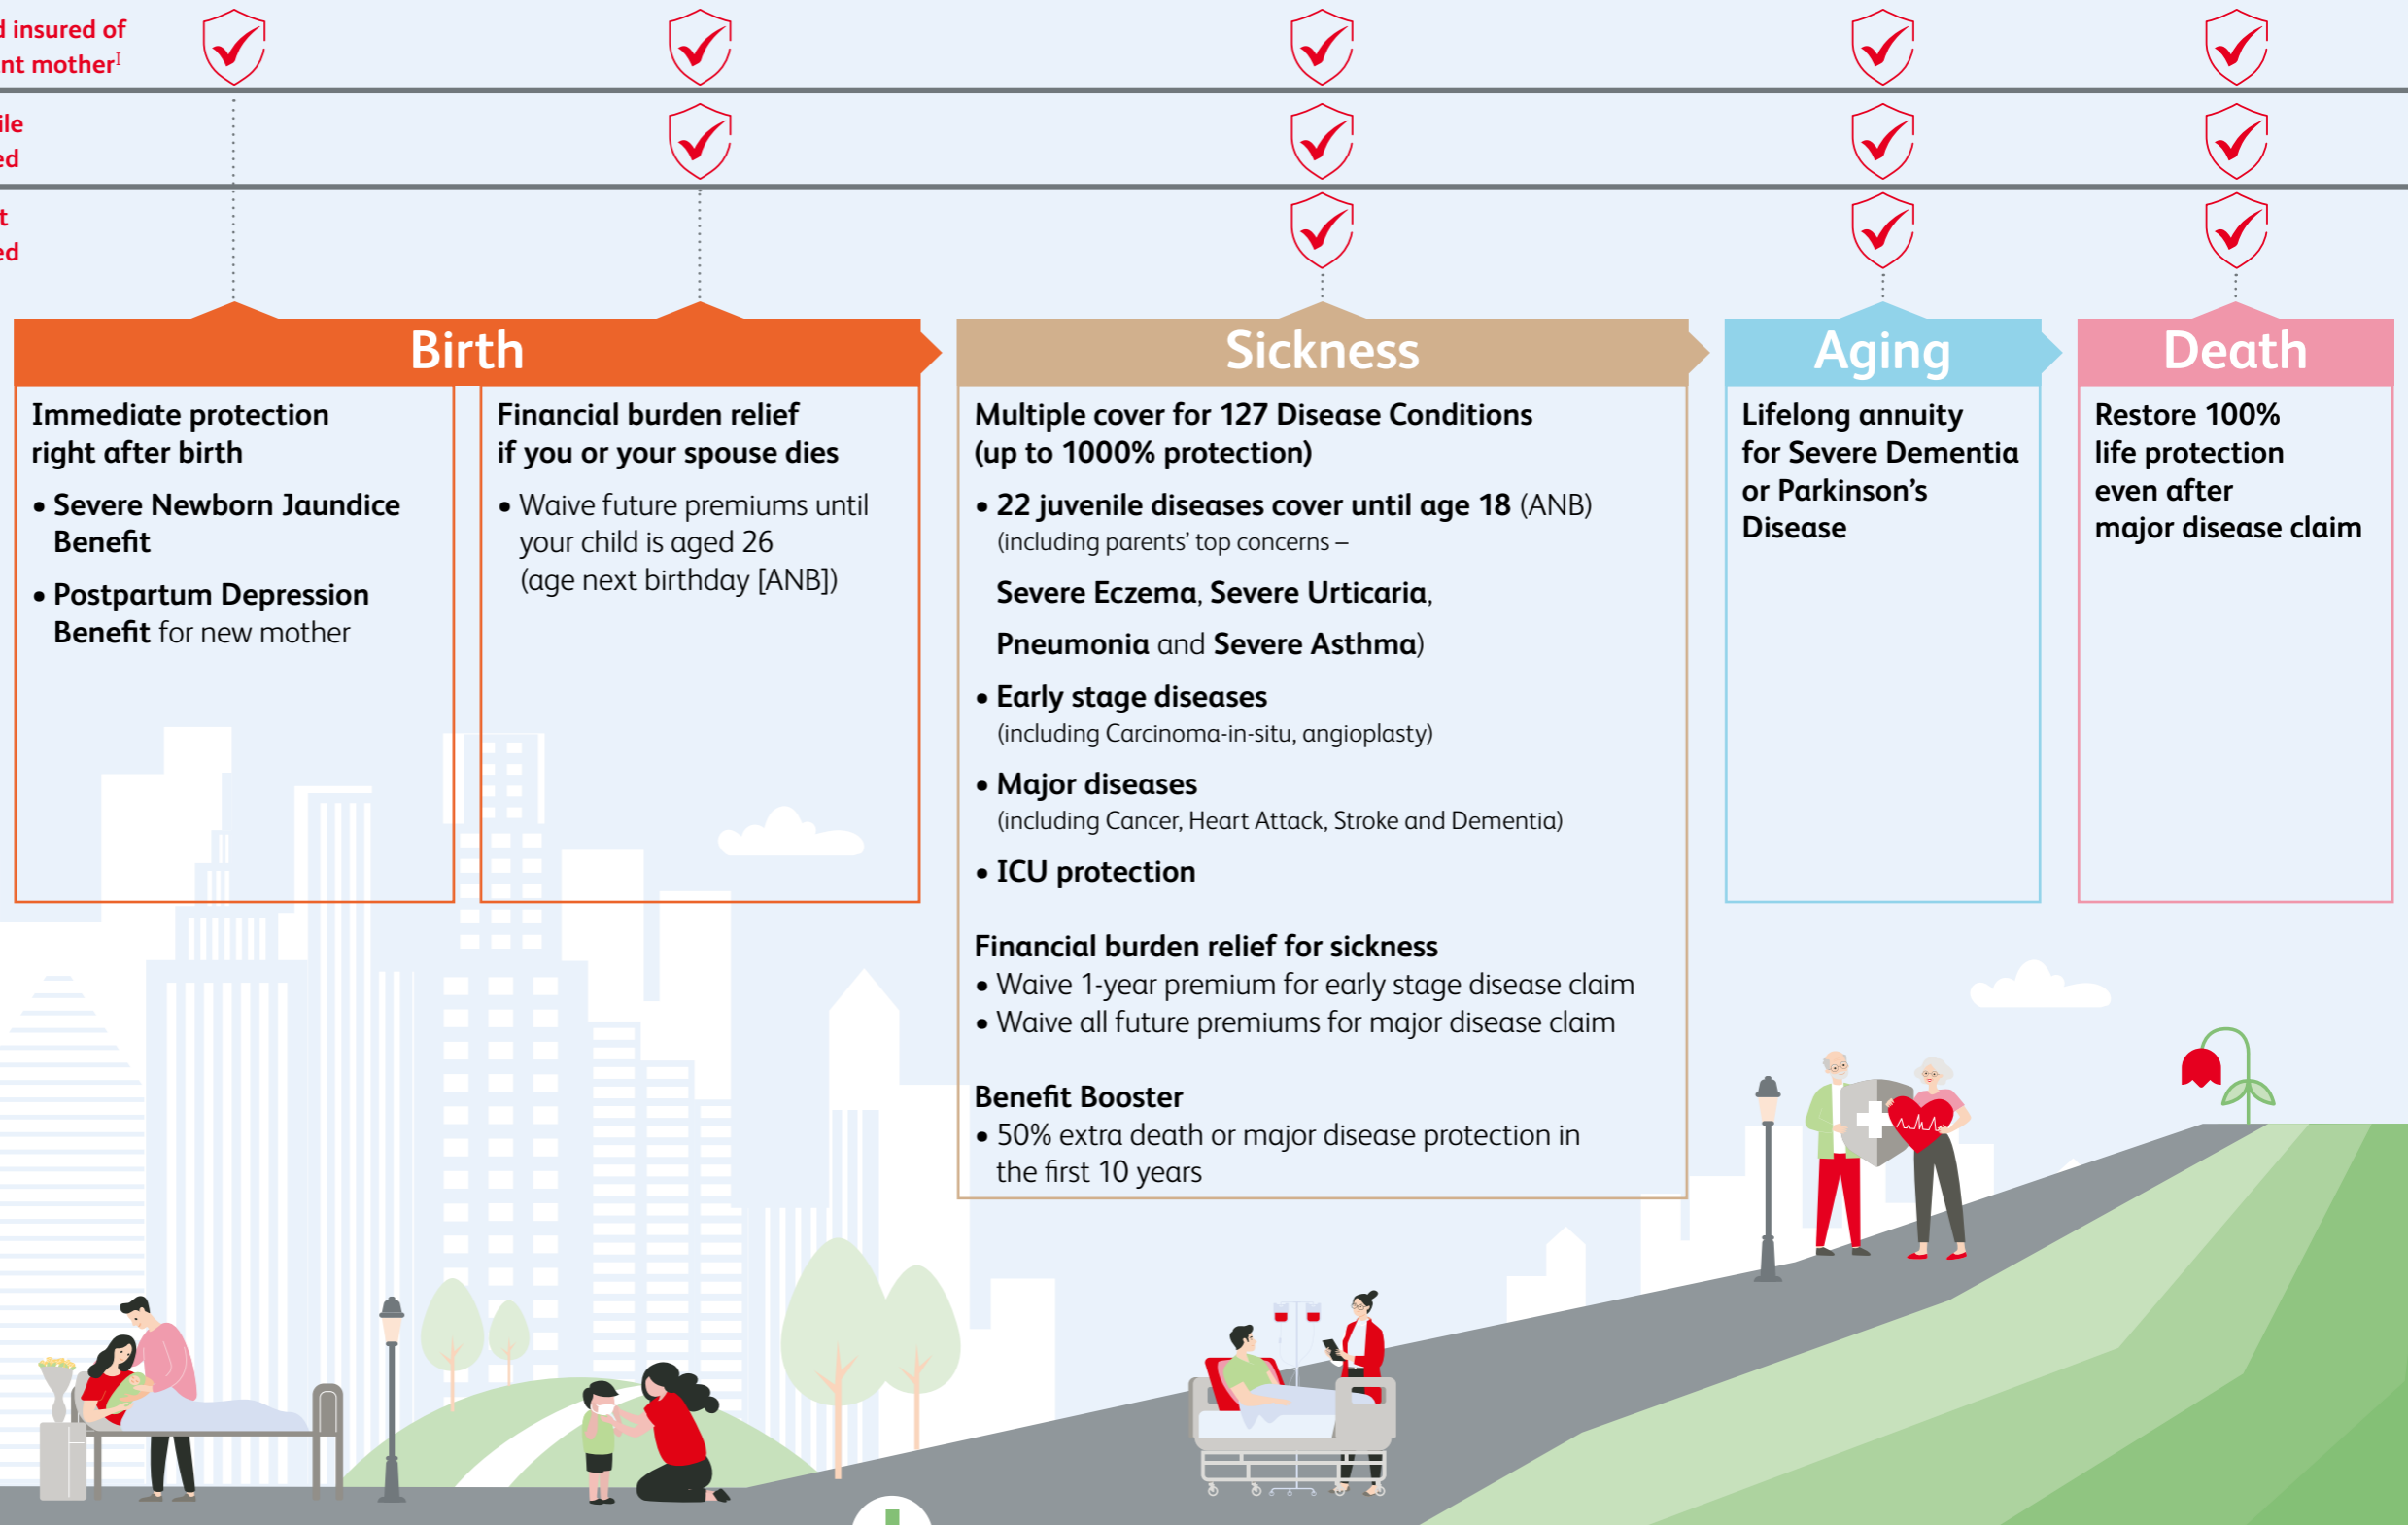 insured of
motherᴵ
Birth
Immediate protection
right after birth
• Severe Newborn Jaundice
Benefit
• Postpartum Depression
Benefit for new mother
Financial burden relief
if you or your spouse dies
• Waive future premiums until
your child is aged 26
(age next birthday [ANB])
Sickness
Multiple cover for 127 Disease Conditions
(up to 1000% protection)
• 22 juvenile diseases cover until age 18 (ANB)
(including parents’ top concerns –
Severe Eczema, Severe Urticaria,
Pneumonia and Severe Asthma)
• Early stage diseases
(including Carcinoma-in-situ, angioplasty)
• Major diseases
(including Cancer, Heart Attack, Stroke and Dementia)
• ICU protection
Financial burden relief for sickness
• Waive 1-year premium for early stage disease claim
• Waive all future premiums for major disease claim
Benefit Booster
• 50% extra death or major disease protection in
the first 10 years
Aging
Lifelong annuity
for Severe Dementia
or Parkinson’s
Disease
Death
Restore 100%
life protection
even after
major disease claim